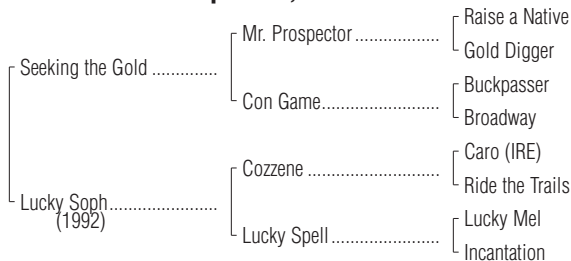 Raise a Native
Mr. Prospector ......................
Gold Digger
Seeking the Gold ..............
Buckpasser
Con Game............................
Broadway
Caro (IRE)
Cozzene ...............................
Ride the Trails
Lucky Soph.......................
(1992)
Lucky Mel
Lucky Spell..........................
Incantation